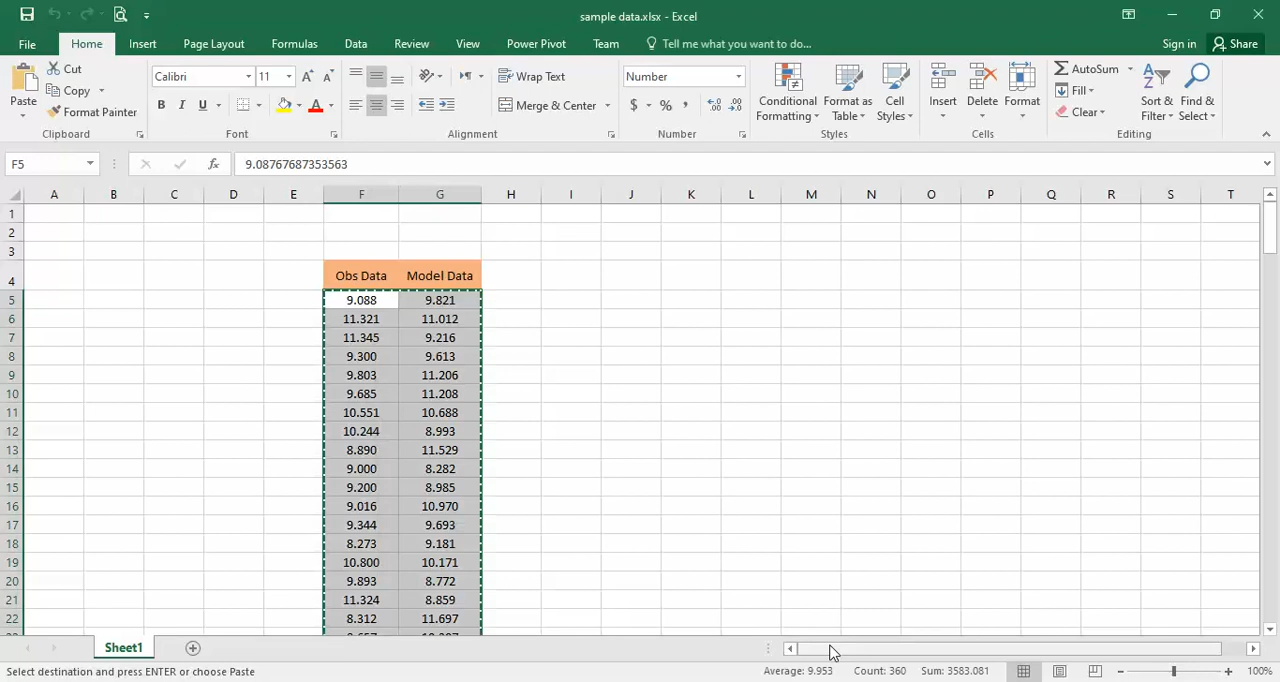 sample data.xlsx - Excel
File Home Insert Page Layout Formulas Data Review View Power Pivot Team Tell me what you want to do... Sign in Share
Paste
Cut
Copy
Format Painter
Clipboard
Calibri 11
B I U
Font
Wrap Text
Merge & Center
Alignment
Number
$ % ,
Number
Conditional Formatting
Format as Table
Cell Styles
Styles
Insert Delete Format
Cells
AutoSum
Fill
Clear
Sort & Filter
Find & Select
Editing
F5 fx 9.08767687353563
A B C D E F G H I J K L M N O P Q R S T
1
2
3
4 Obs Data Model Data
5 9.088 9.821
6 11.321 11.012
7 11.345 9.216
8 9.300 9.613
9 9.803 11.206
10 9.685 11.208
11 10.551 10.688
12 10.244 8.993
13 8.890 11.529
14 9.000 8.282
15 9.200 8.985
16 9.016 10.970
17 9.344 9.693
18 8.273 9.181
19 10.800 10.171
20 9.893 8.772
21 11.324 8.859
22 8.312 11.697
Sheet1
Select destination and press ENTER or choose Paste Average: 9.953 Count: 360 Sum: 3583.081 100%